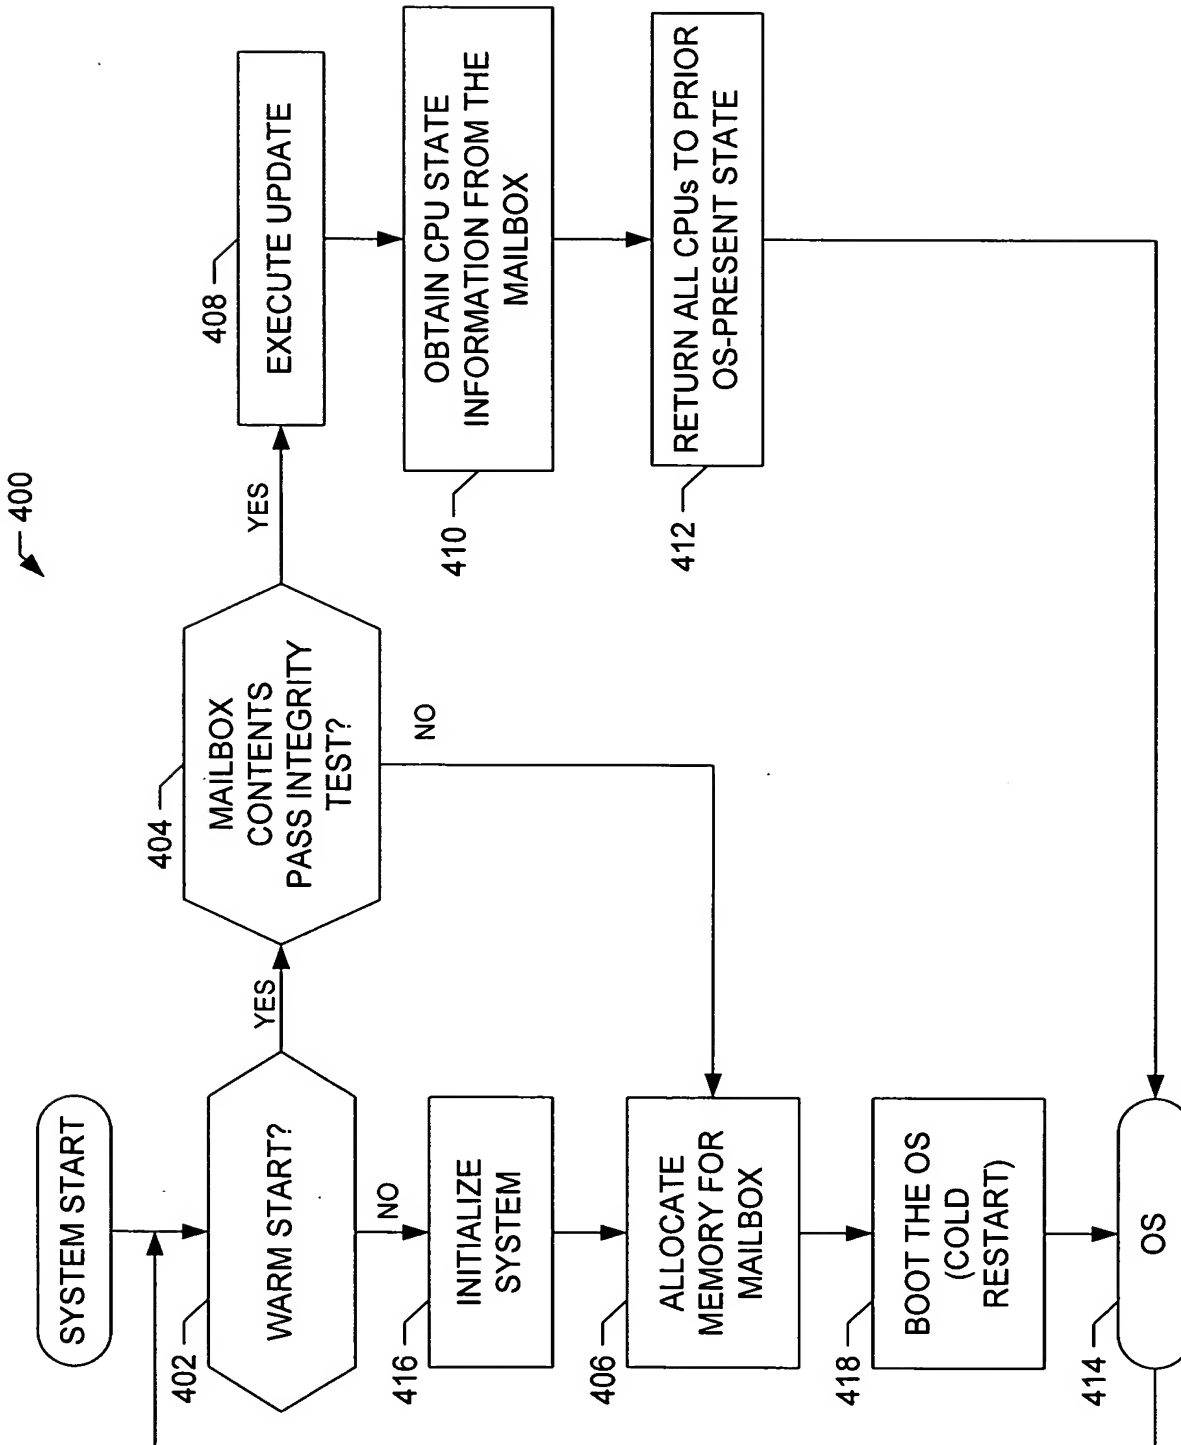 400
SYSTEM START
402
WARM START?
YES
NO
404
MAILBOX
CONTENTS
PASS INTEGRITY
TEST?
YES
NO
408
EXECUTE UPDATE
410
OBTAIN CPU STATE
INFORMATION FROM THE
MAILBOX
412
RETURN ALL CPUs TO PRIOR
OS-PRESENT STATE
416
INITIALIZE
SYSTEM
406
ALLOCATE
MEMORY FOR
MAILBOX
418
BOOT THE OS
(COLD
RESTART)
414
OS